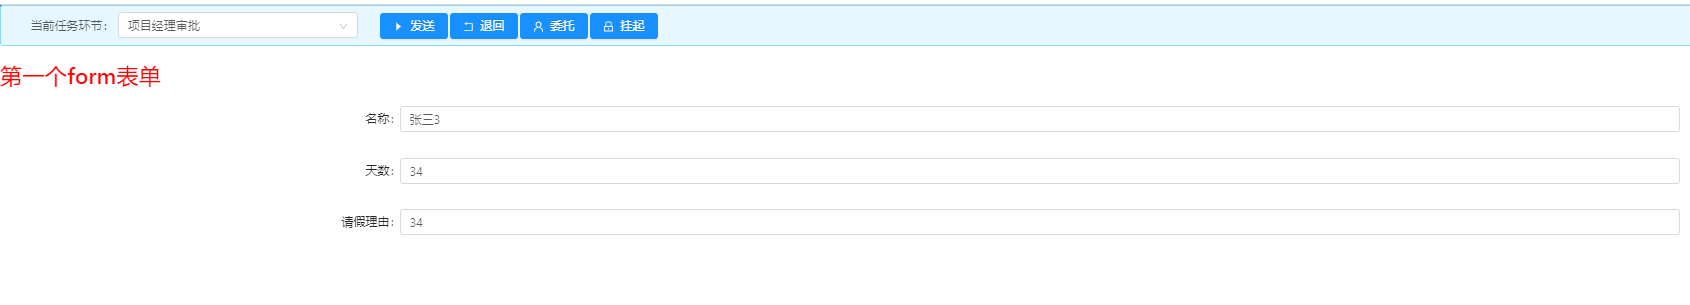 当前任务环节： 项目经理审批 发送 退回 委托 挂起
第一个form表单
名称： 张三3
天数： 34
请假理由： 34